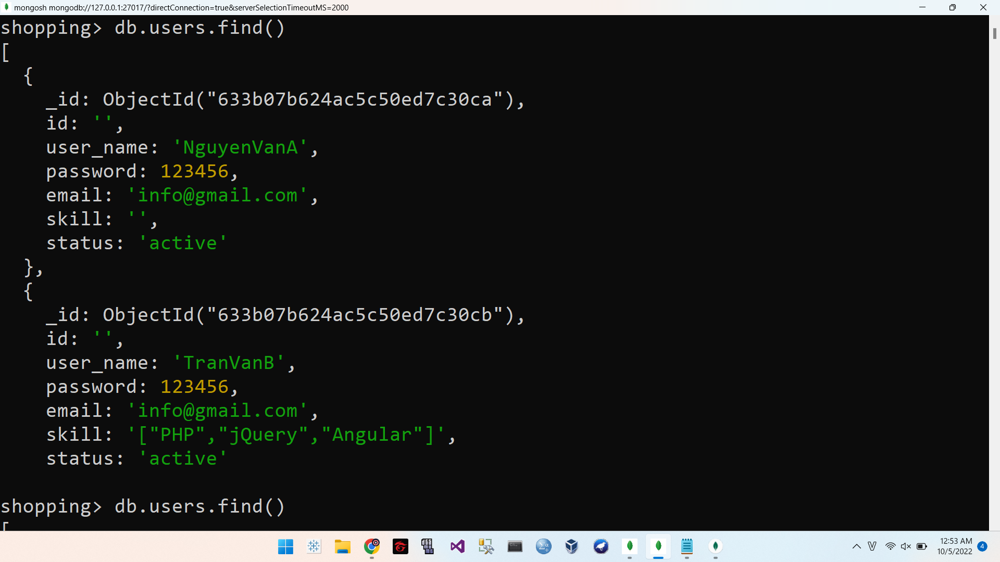 mongosh mongodb://127.0.0.1:27017/?directConnection=true&serverSelectionTimeoutMS=2000
shopping> db.users.find()
[
  {
    _id: ObjectId("633b07b624ac5c50ed7c30ca"),
    id: '',
    user_name: 'NguyenVanA',
    password: 123456,
    email: 'info@gmail.com',
    skill: '',
    status: 'active'
  },
  {
    _id: ObjectId("633b07b624ac5c50ed7c30cb"),
    id: '',
    user_name: 'TranVanB',
    password: 123456,
    email: 'info@gmail.com',
    skill: '["PHP","jQuery","Angular"]',
    status: 'active'
shopping> db.users.find()
[
12:53 AM
10/5/2022
4